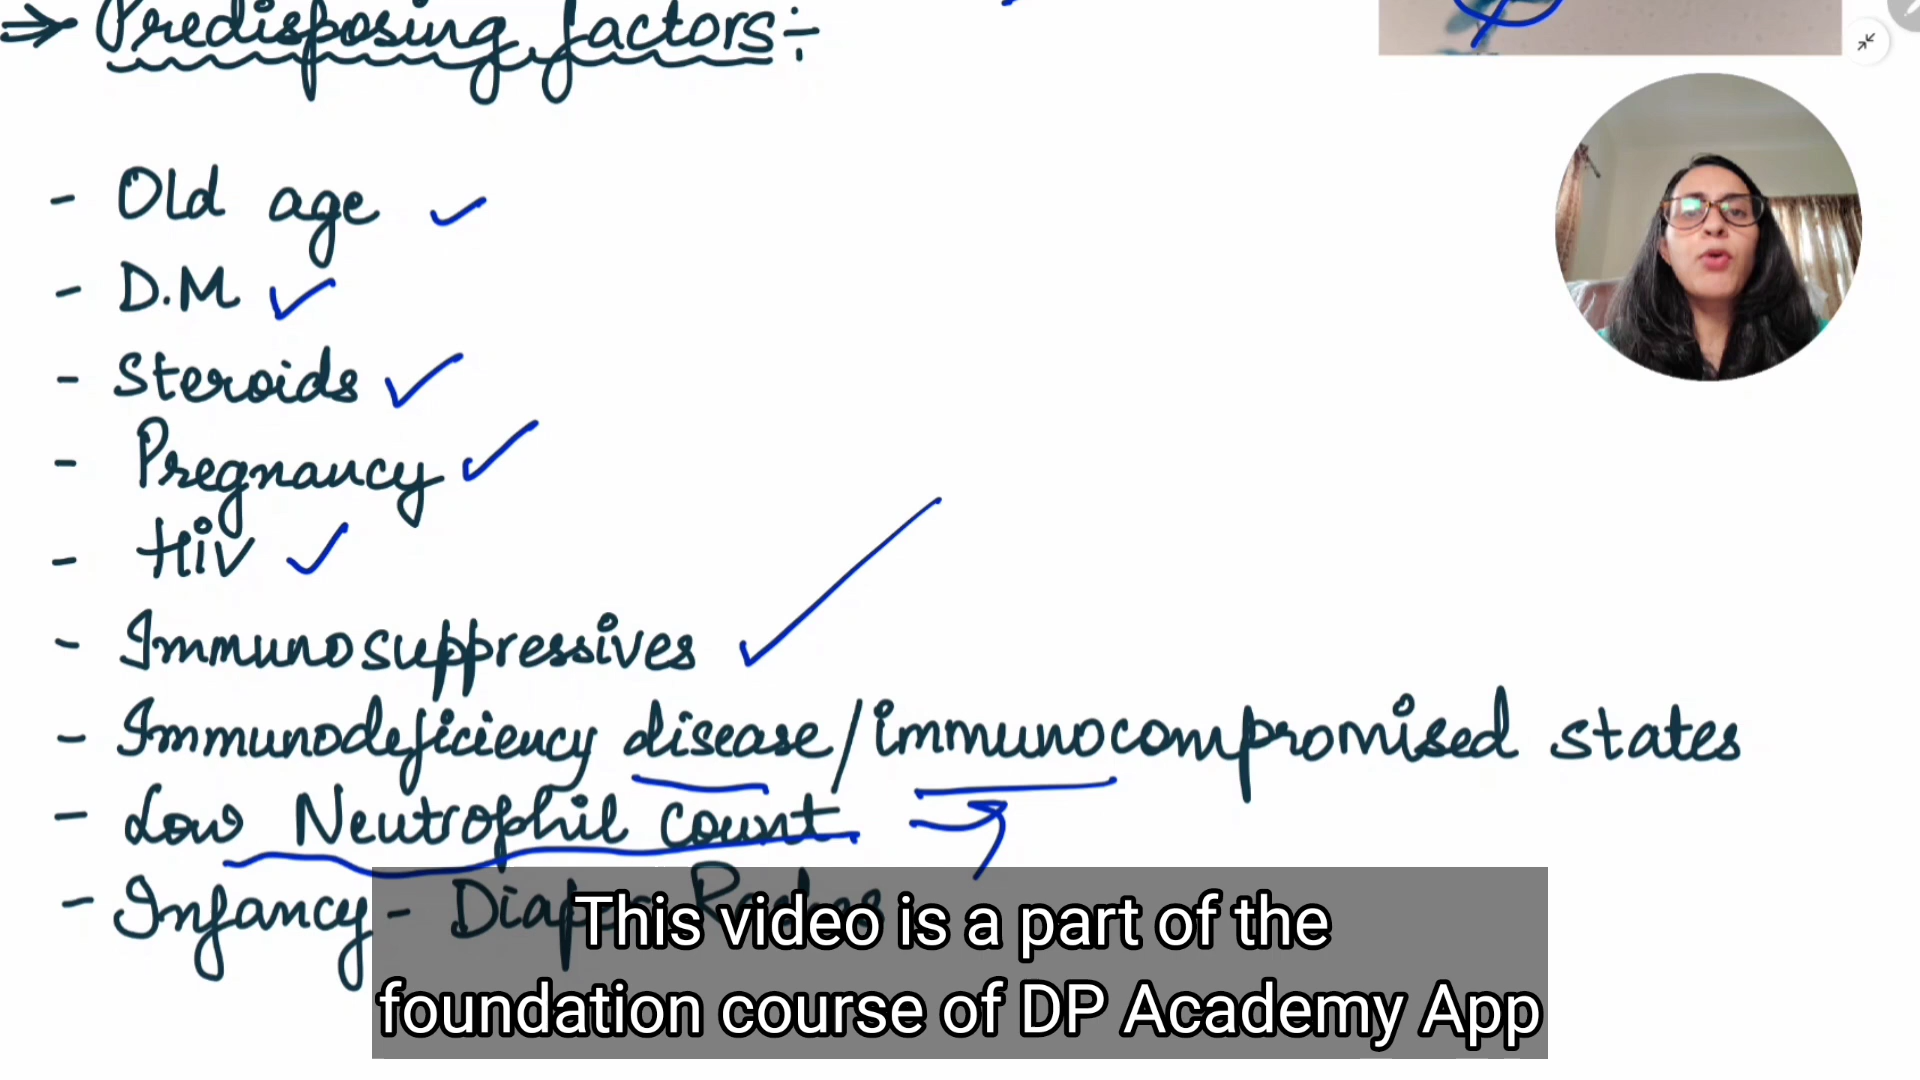 ⇒ Predisposing factors :-
- Old age ✓
- D.M ✓
- Steroids ✓
- Pregnancy ✓
- HiV ✓
- Immunosuppressives ✓
- Immunodeficiency disease/immunocompromised states
- Low Neutrophil count.
- Infancy - Diaper
This video is a part of the
foundation course of DP Academy App